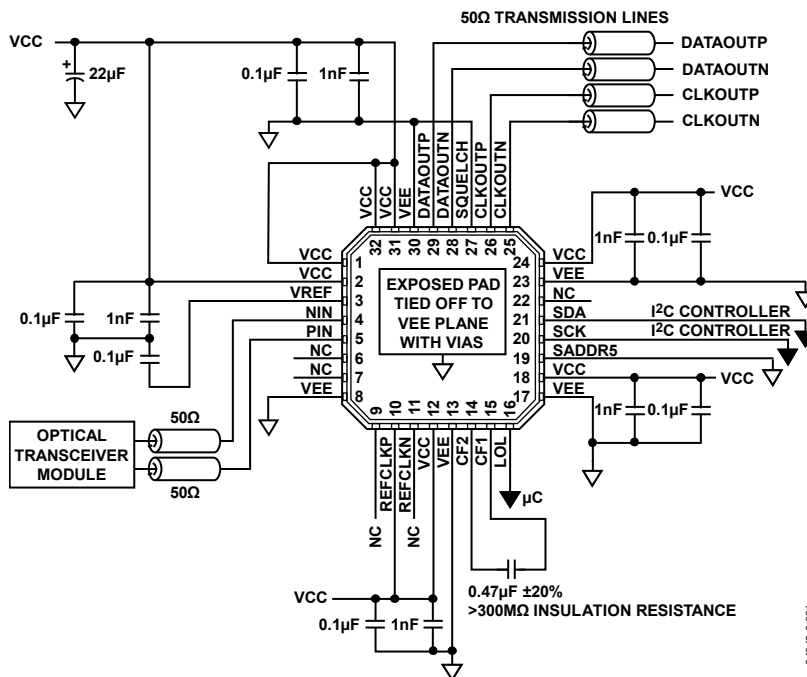 50Ω TRANSMISSION LINES
VCC
DATAOUTP
DATAOUTN
CLKOUTP
CLKOUTN
+
22µF
0.1µF
1nF
VCC
VCC
VEE
DATAOUTP
DATAOUTN
SQUELCH
CLKOUTP
CLKOUTN
32
31
30
29
28
27
26
25
VCC
1
VCC
2
VREF
3
NIN
4
PIN
5
NC
6
NC
7
VEE
8
EXPOSED PAD
TIED OFF TO
VEE PLANE
WITH VIAS
24
VCC
23
VEE
22
NC
21
SDA
I²C CONTROLLER
20
SCK
I²C CONTROLLER
19
SADDR5
18
VCC
17
VEE
VCC
1nF
0.1µF
VCC
1nF
0.1µF
0.1µF
1nF
0.1µF
OPTICAL
TRANSCEIVER
MODULE
50Ω
50Ω
9
10
11
12
13
14
15
16
NC
REFCLKP
REFCLKN
NC
VCC
VEE
CF2
CF1
LOL
µC
VCC
0.1µF
1nF
0.47µF ±20%
>300MΩ INSULATION RESISTANCE